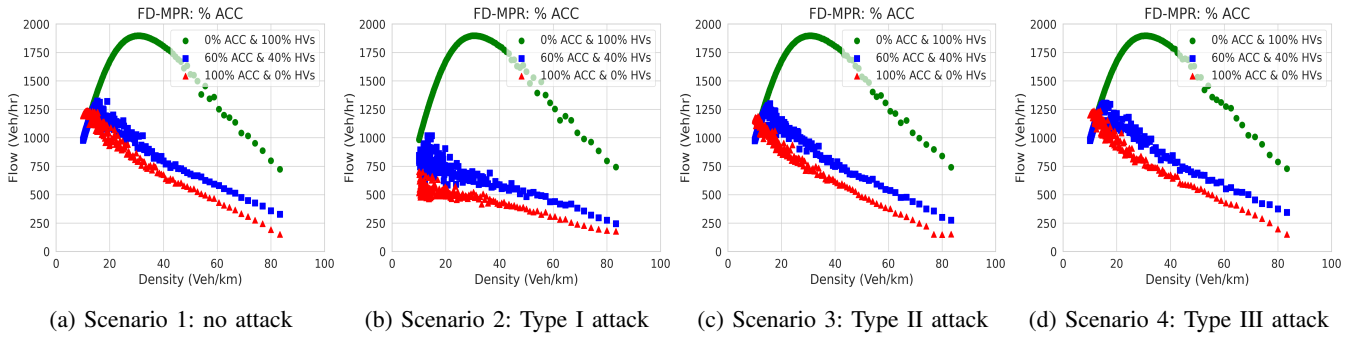 FD-MPR: % ACC
Flow (Veh/hr)
2000
1750
1500
1250
1000
750
500
250
0
0% ACC & 100% HVs
60% ACC & 40% HVs
100% ACC & 0% HVs
0 20 40 60 80 100
Density (Veh/km)
(a) Scenario 1: no attack
FD-MPR: % ACC
Flow (Veh/hr)
2000
1750
1500
1250
1000
750
500
250
0
0% ACC & 100% HVs
60% ACC & 40% HVs
100% ACC & 0% HVs
0 20 40 60 80 100
Density (Veh/km)
(b) Scenario 2: Type I attack
FD-MPR: % ACC
Flow (Veh/hr)
2000
1750
1500
1250
1000
750
500
250
0
0% ACC & 100% HVs
60% ACC & 40% HVs
100% ACC & 0% HVs
0 20 40 60 80 100
Density (Veh/km)
(c) Scenario 3: Type II attack
FD-MPR: % ACC
Flow (Veh/hr)
2000
1750
1500
1250
1000
750
500
250
0
0% ACC & 100% HVs
60% ACC & 40% HVs
100% ACC & 0% HVs
0 20 40 60 80 100
Density (Veh/km)
(d) Scenario 4: Type III attack